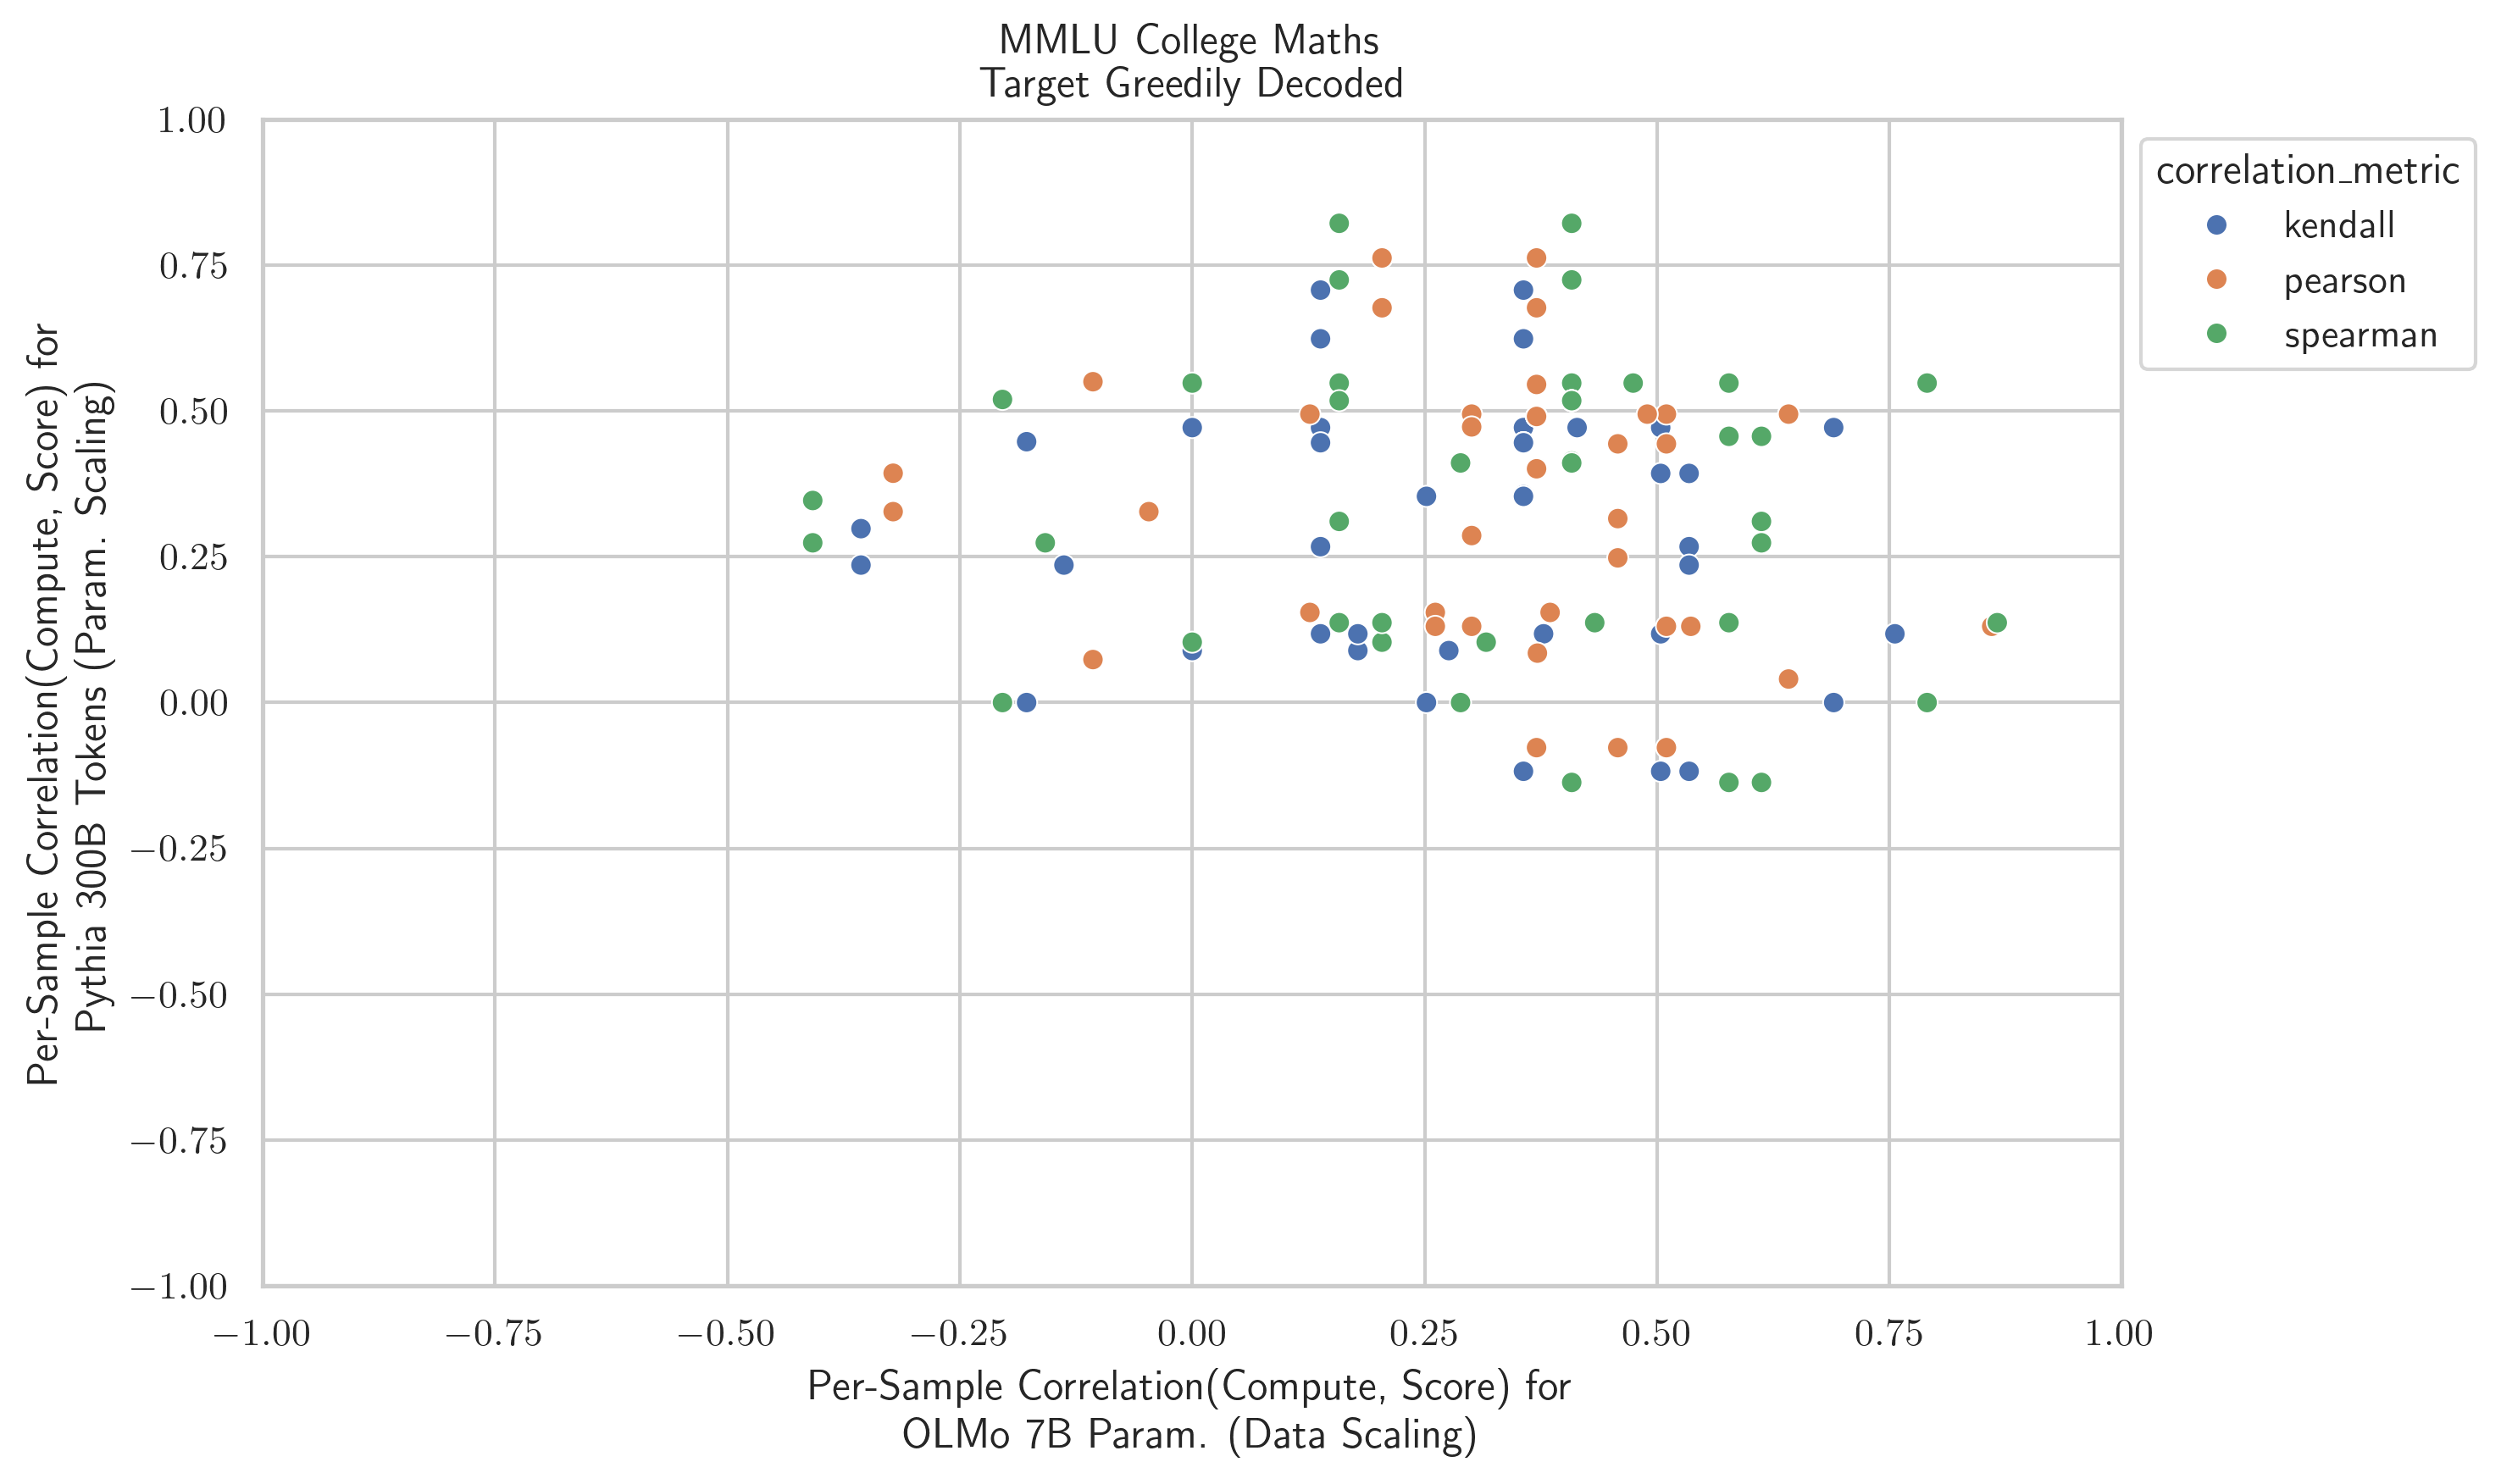 MMLU College Maths
Target Greedily Decoded
Per-Sample Correlation(Compute, Score) for
Pythia 300B Tokens (Param. Scaling)
1.00
0.75
0.50
0.25
0.00
−0.25
−0.50
−0.75
−1.00
−1.00 −0.75 −0.50 −0.25 0.00 0.25 0.50 0.75 1.00
Per-Sample Correlation(Compute, Score) for
OLMo 7B Param. (Data Scaling)
correlation_metric
kendall
pearson
spearman